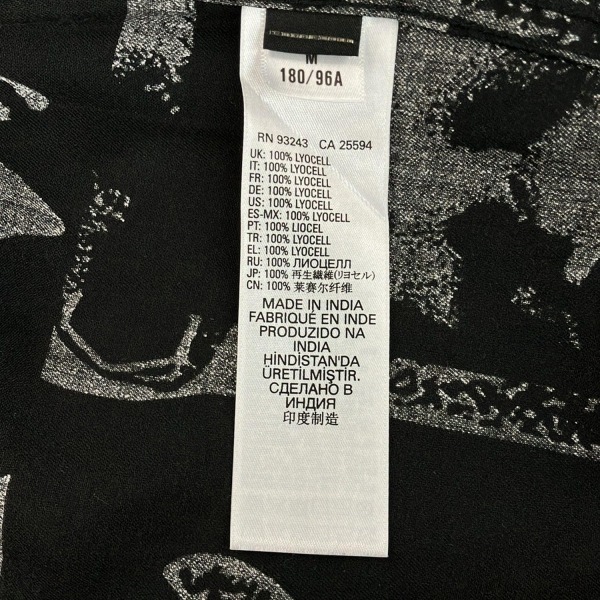 M
180/96A
RN 93243 CA 25594
UK: 100% LYOCELL
IT: 100% LYOCELL
FR: 100% LYOCELL
DE: 100% LYOCELL
US: 100% LYOCELL
ES-MX: 100% LYOCELL
PT: 100% LIOCEL
TR: 100% LYOCELL
EL: 100% LYOCELL
RU: 100% ЛИОЦЕЛЛ
JP: 100% 再生繊維(リヨセル)
CN: 100% 莱赛尔纤维
MADE IN INDIA
FABRIQUÉ EN INDE
PRODUZIDO NA
INDIA
HİNDİSTAN'DA
ÜRETİLMİŞTİR.
СДЕЛАНО В
ИНДИЯ
印度制造